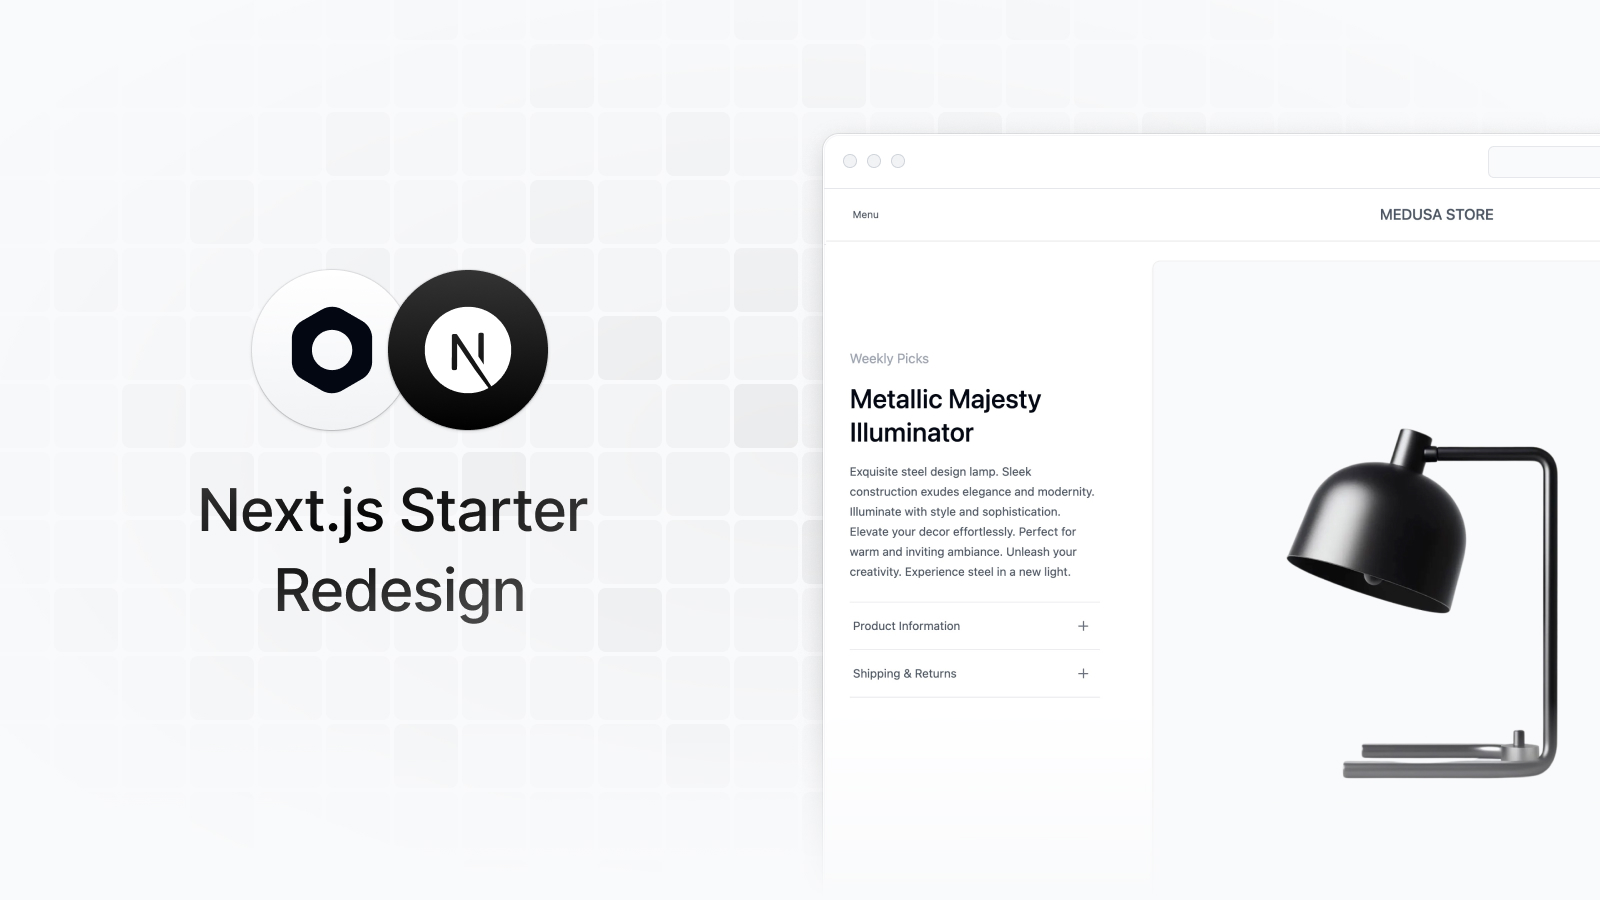 Next.js Starter
Redesign
Menu
MEDUSA STORE
Weekly Picks
Metallic Majesty
Illuminator
Exquisite steel design lamp. Sleek
construction exudes elegance and modernity.
Illuminate with style and sophistication.
Elevate your decor effortlessly. Perfect for
warm and inviting ambiance. Unleash your
creativity. Experience steel in a new light.
Product Information
Shipping & Returns